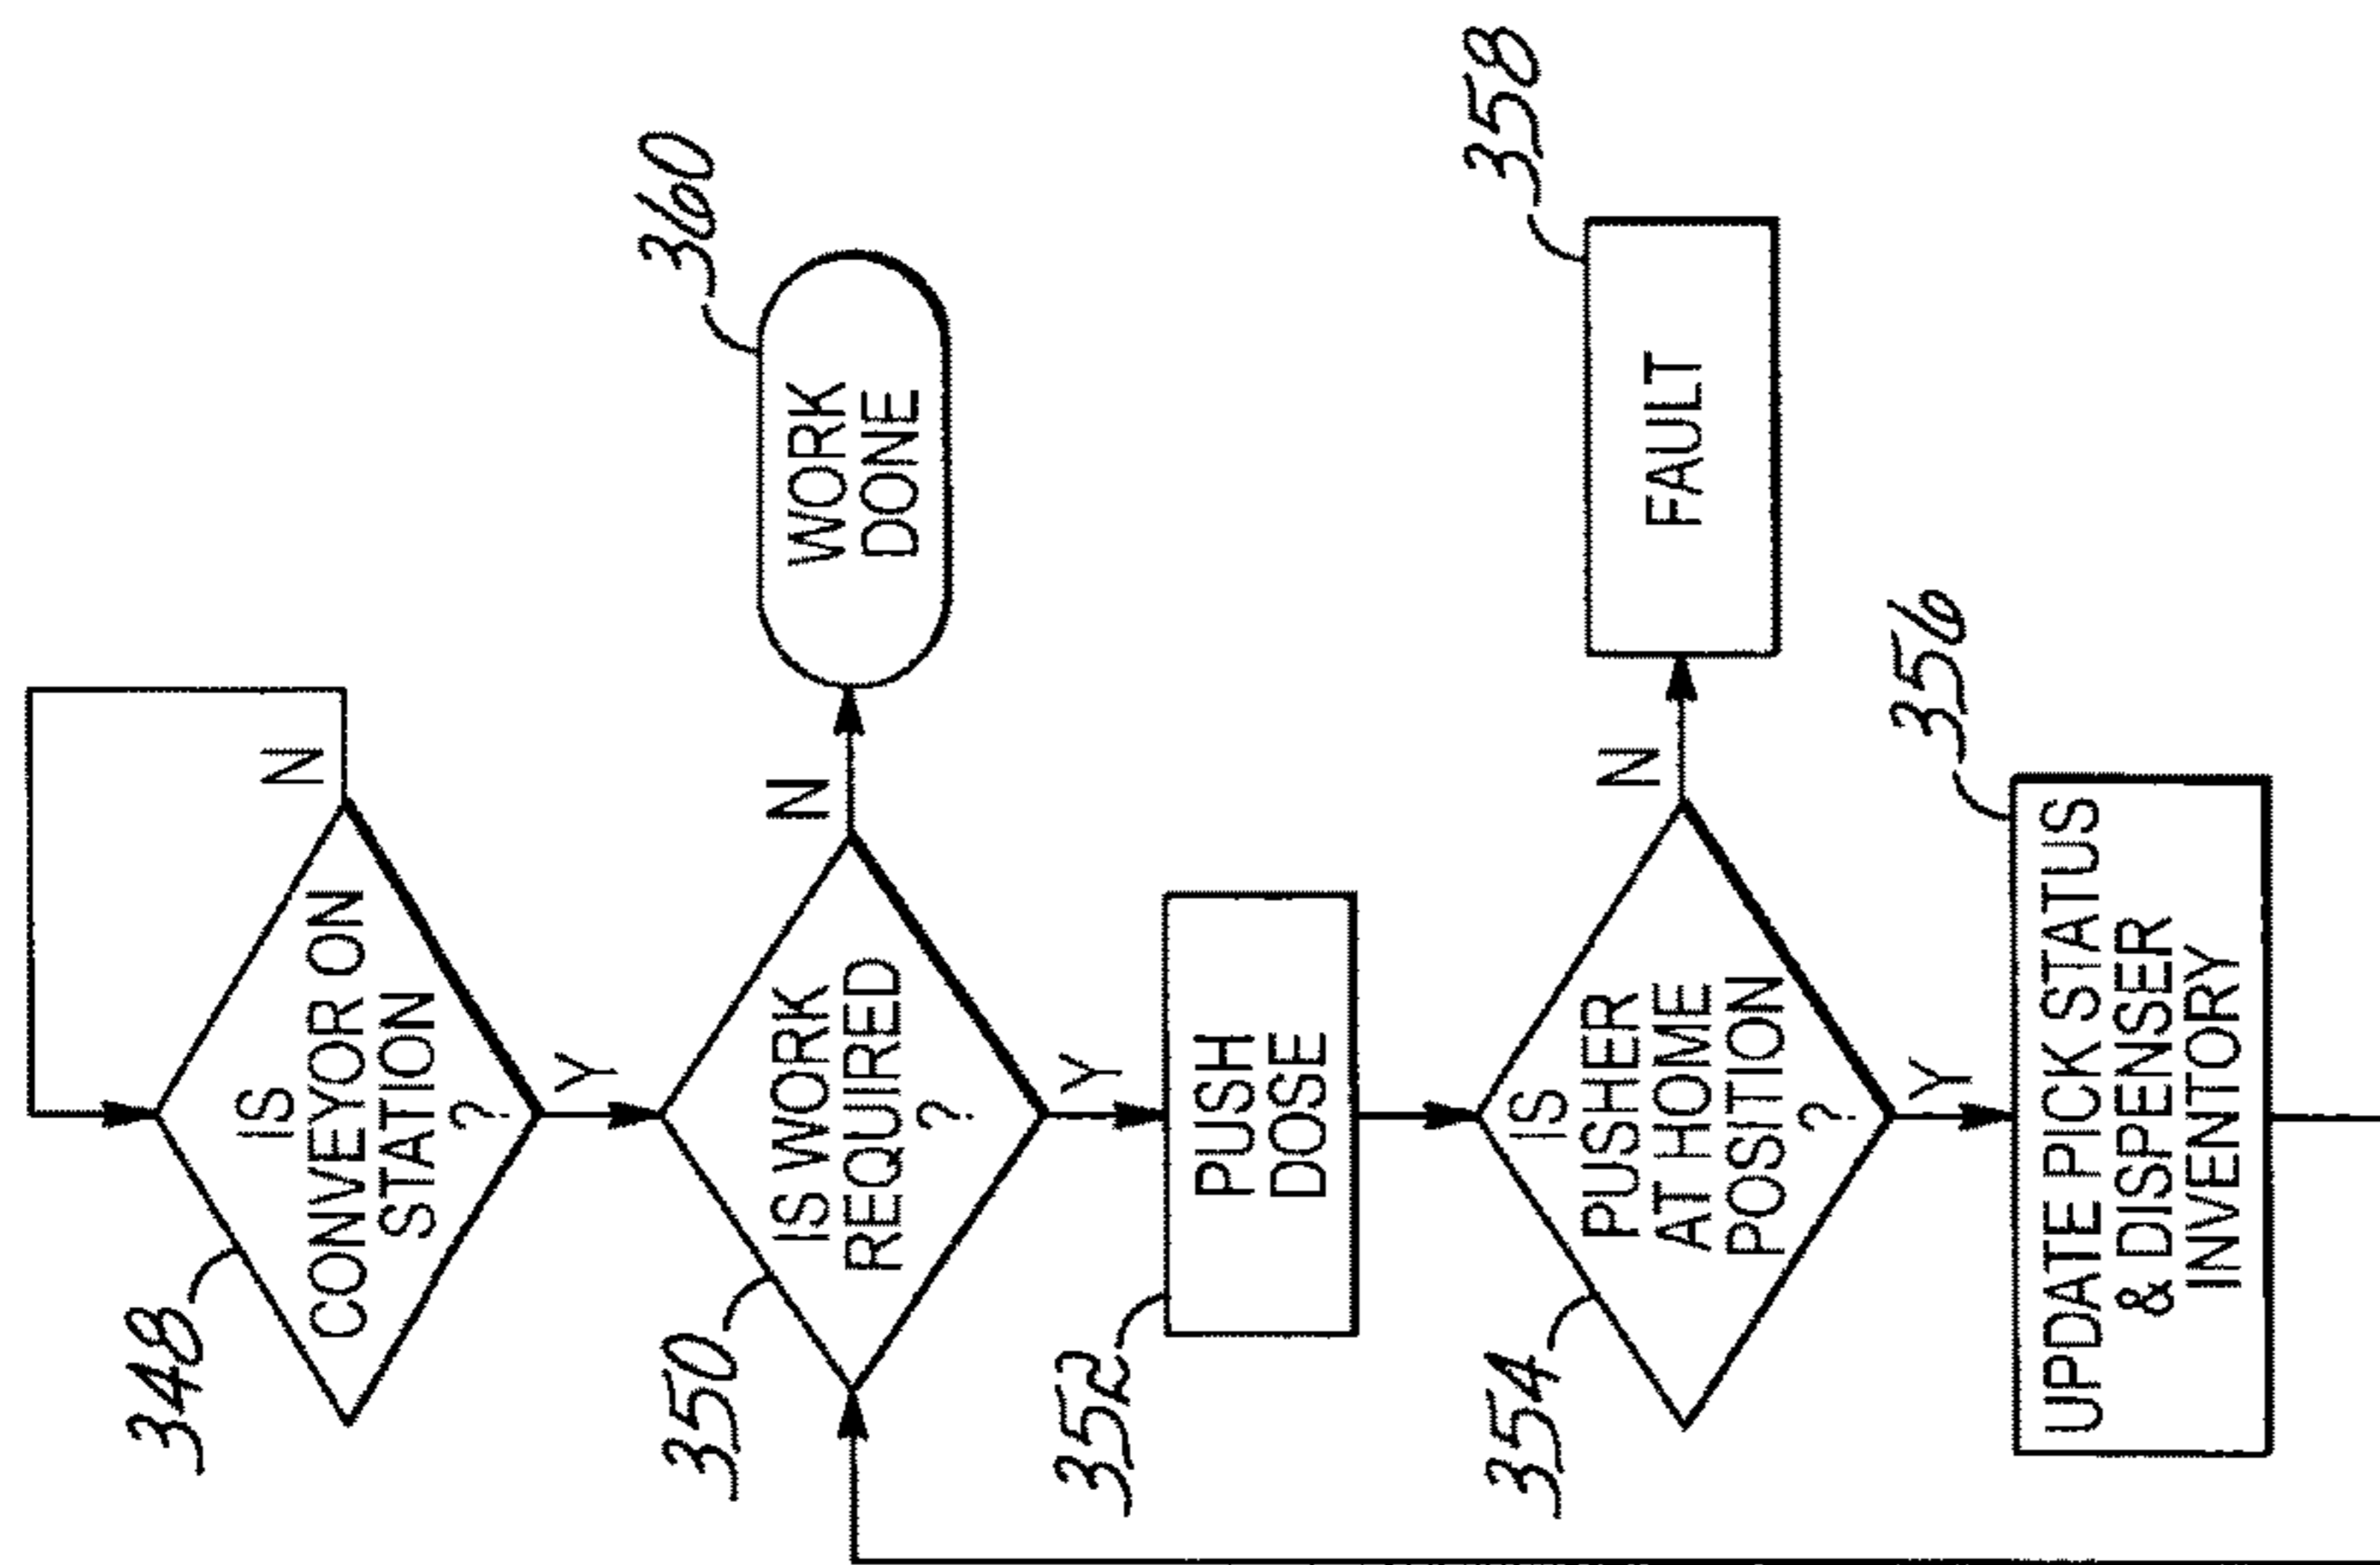 348
IS
CONVEYOR ON
STATION
?
N
Y
350
IS WORK
REQUIRED
?
N
360
WORK
DONE
Y
352
PUSH
DOSE
354
IS
PUSHER
AT HOME
POSITION
?
N
358
FAULT
Y
356
UPDATE PICK STATUS
& DISPENSER
INVENTORY